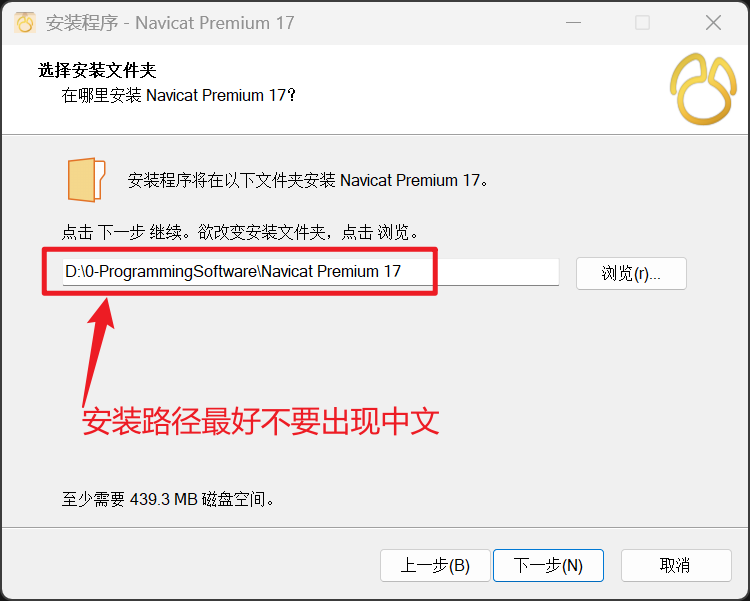 安装程序 - Navicat Premium 17
选择安装文件夹
在哪里安装 Navicat Premium 17?
安装程序将在以下文件夹安装 Navicat Premium 17。
点击 下一步 继续。欲改变安装文件夹，点击 浏览。
D:\0-ProgrammingSoftware\Navicat Premium 17
浏览(r)...
安装路径最好不要出现中文
至少需要 439.3 MB 磁盘空间。
上一步(B) 下一步(N) 取消